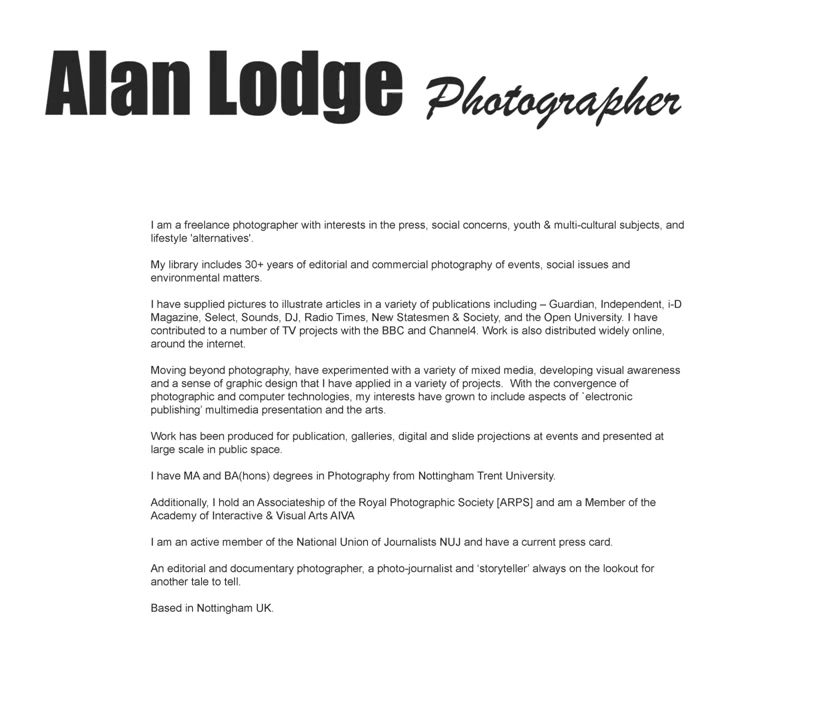 Alan Lodge Photographer
I am a freelance photographer with interests in the press, social concerns, youth & multi-cultural subjects, and
lifestyle 'alternatives'.
My library includes 30+ years of editorial and commercial photography of events, social issues and
environmental matters.
I have supplied pictures to illustrate articles in a variety of publications including – Guardian, Independent, i-D
Magazine, Select, Sounds, DJ, Radio Times, New Statesmen & Society, and the Open University. I have
contributed to a number of TV projects with the BBC and Channel4. Work is also distributed widely online,
around the internet.
Moving beyond photography, have experimented with a variety of mixed media, developing visual awareness
and a sense of graphic design that I have applied in a variety of projects.  With the convergence of
photographic and computer technologies, my interests have grown to include aspects of `electronic
publishing’ multimedia presentation and the arts.
Work has been produced for publication, galleries, digital and slide projections at events and presented at
large scale in public space.
I have MA and BA(hons) degrees in Photography from Nottingham Trent University.
Additionally, I hold an Associateship of the Royal Photographic Society [ARPS] and am a Member of the
Academy of Interactive & Visual Arts AIVA
I am an active member of the National Union of Journalists NUJ and have a current press card.
An editorial and documentary photographer, a photo-journalist and ‘storyteller’ always on the lookout for
another tale to tell.
Based in Nottingham UK.